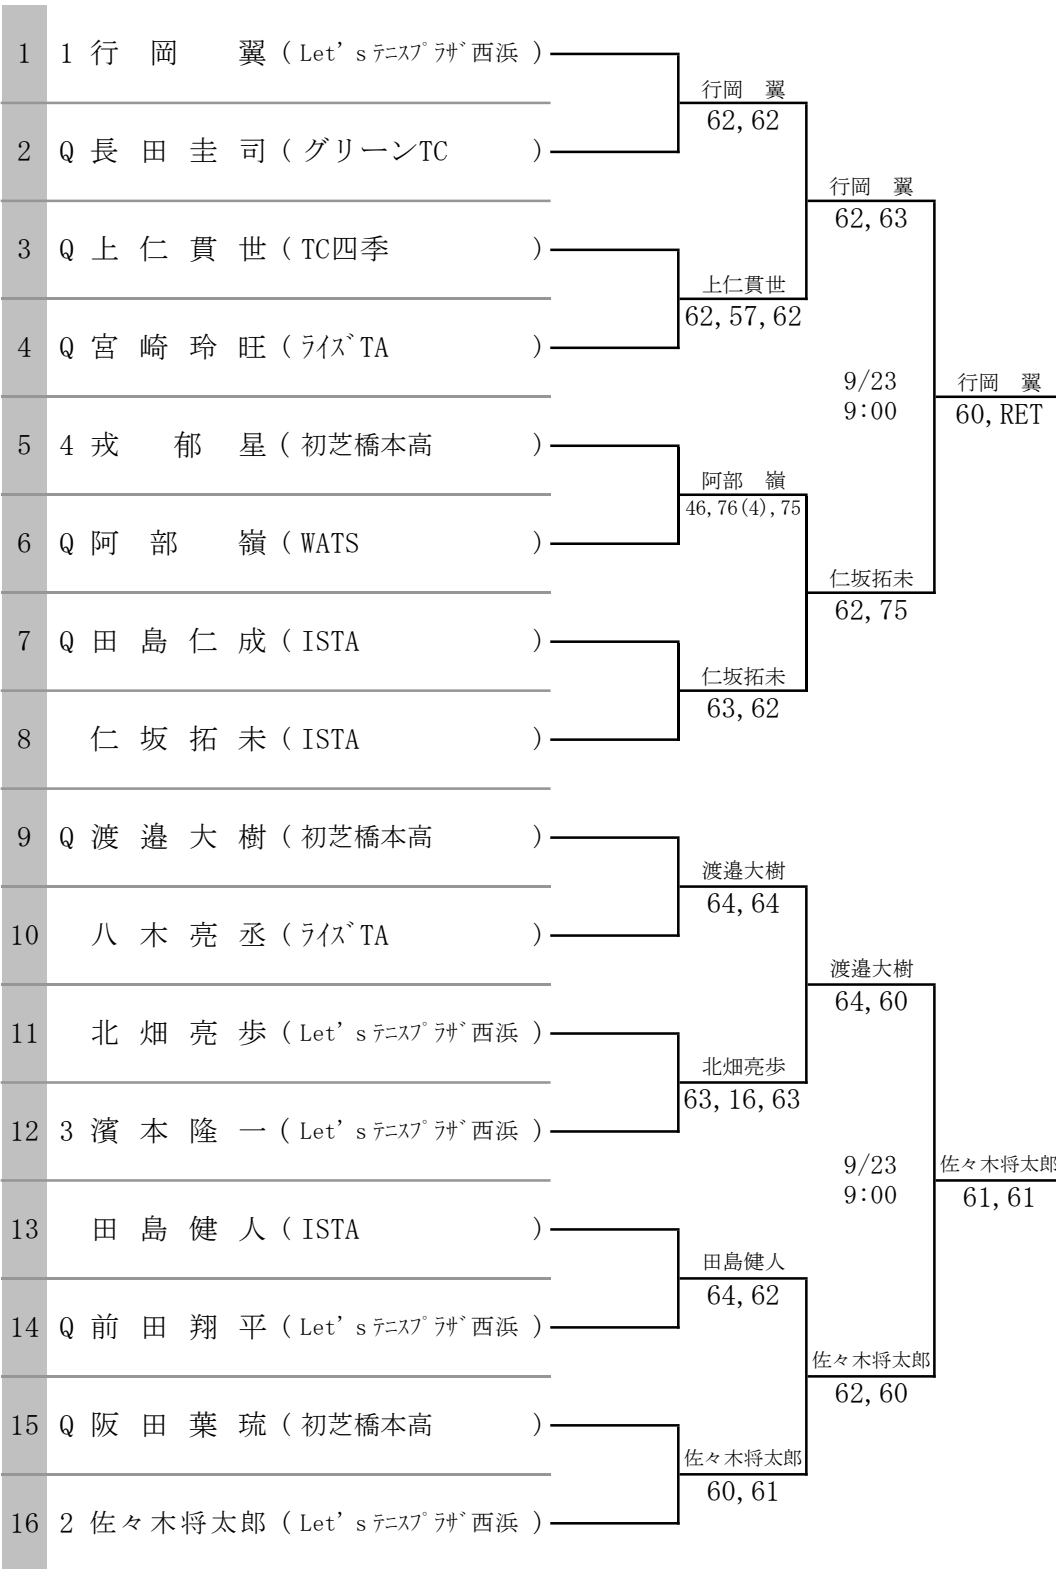 1 1 行岡 翼 ( Let's ﾃﾆｽﾌﾟﾗｻﾞ西浜 )
行岡 翼
62,62
2 Q 長田圭司 ( グリーンTC )
行岡 翼
62,63
3 Q 上仁貫世 ( TC四季 )
上仁貫世
62,57,62
4 Q 宮崎玲旺 ( ﾗｲｽﾞTA )
9/23
9:00
行岡 翼
60,RET
5 4 戎郁星 ( 初芝橋本高 )
阿部 嶺
46,76(4),75
6 Q 阿部嶺 ( WATS )
仁坂拓未
62,75
7 Q 田島仁成 ( ISTA )
仁坂拓未
63,62
8 仁坂拓未 ( ISTA )
9 Q 渡邉大樹 ( 初芝橋本高 )
渡邉大樹
64,64
10 八木亮丞 ( ﾗｲｽﾞTA )
渡邉大樹
64,60
11 北畑亮歩 ( Let's ﾃﾆｽﾌﾟﾗｻﾞ西浜 )
北畑亮歩
63,16,63
12 3 濱本隆一 ( Let's ﾃﾆｽﾌﾟﾗｻﾞ西浜 )
9/23
9:00
佐々木将太郎
61,61
13 田島健人 ( ISTA )
田島健人
64,62
14 Q 前田翔平 ( Let's ﾃﾆｽﾌﾟﾗｻﾞ西浜 )
佐々木将太郎
62,60
15 Q 阪田葉琉 ( 初芝橋本高 )
佐々木将太郎
60,61
16 2 佐々木将太郎 ( Let's ﾃﾆｽﾌﾟﾗｻﾞ西浜 )